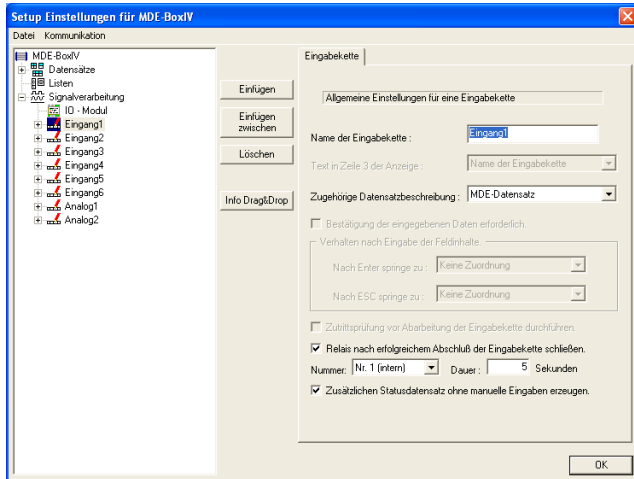 Setup Einstellungen für MDE-BoxIV
Datei Kommunikation
MDE-BoxIV
Datensätze
Listen
Signalverarbeitung
IO - Modul
Eingang1
Eingang2
Eingang3
Eingang4
Eingang5
Eingang6
Analog1
Analog2
Einfügen
Einfügen zwischen
Löschen
Info Drag&Drop
Eingabekette
Allgemeine Einstellungen für eine Eingabekette
Name der Eingabekette : Eingang1
Text in Zeile 3 der Anzeige : Name der Eingabekette
Zugehörige Datensatzbeschreibung : MDE-Datensatz
Bestätigung der eingegebenen Daten erforderlich.
Verhalten nach Eingabe der Feldinhalte.
Nach Enter springe zu : Keine Zuordnung
Nach ESC springe zu : Keine Zuordnung
Zutrittsprüfung vor Abarbeitung der Eingabekette durchführen.
Relais nach erfolgreichem Abschluß der Eingabekette schließen.
Nummer: Nr. 1 (intern) Dauer : 5 Sekunden
Zusätzlichen Statusdatensatz ohne manuelle Eingaben erzeugen.
OK